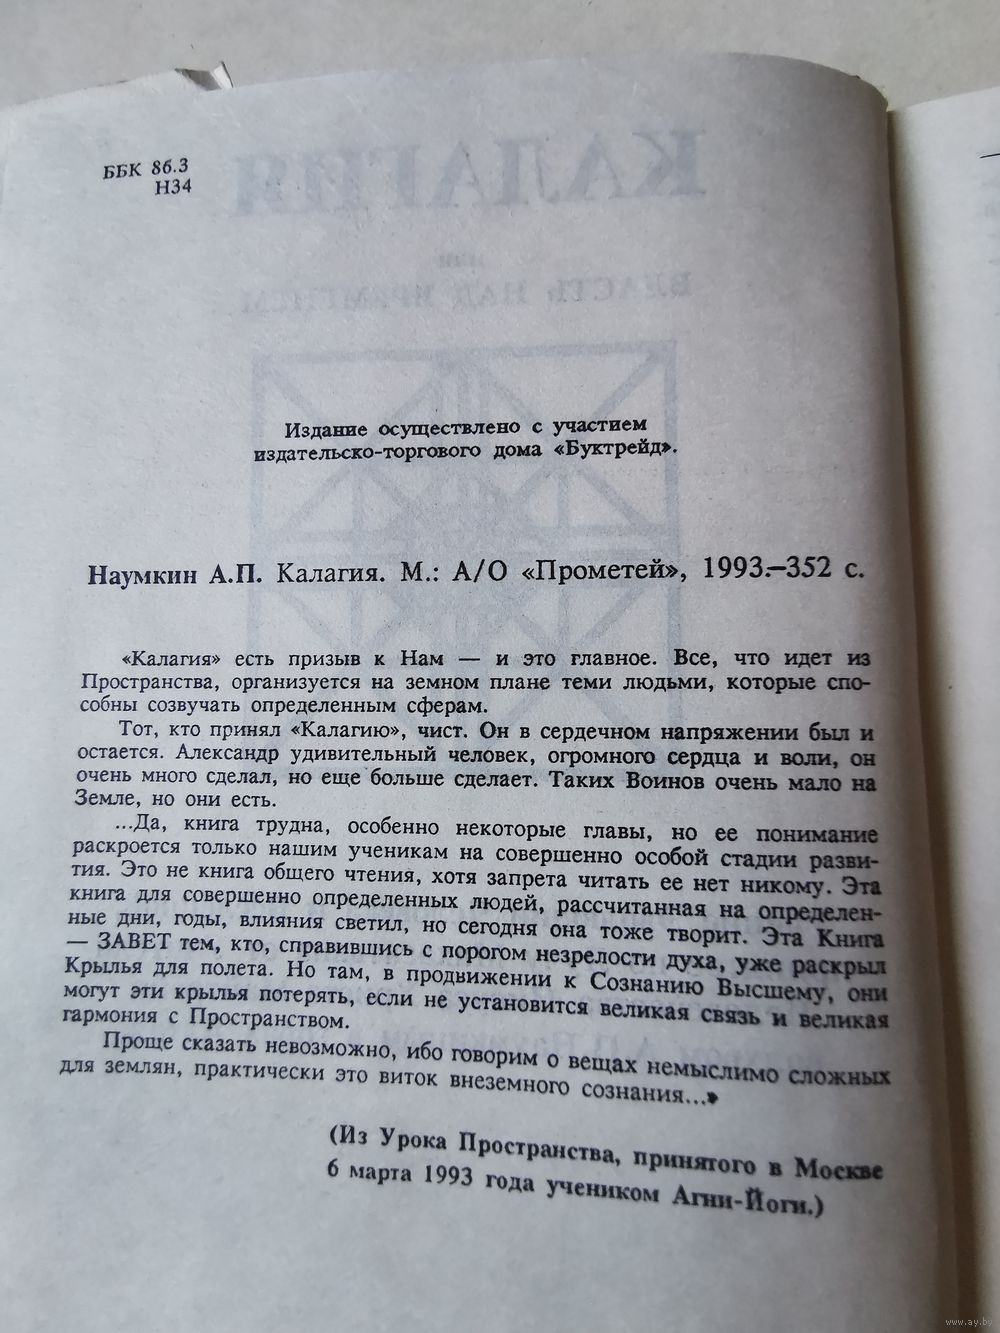 ББК 86.3
Н34
КАЛАГИЯ
или
ВЛАСТЬ НАД ВРЕМЕНЕМ
Издание осуществлено с участием
издательско-торгового дома «Буктрейд».
Наумкин А.П. Калагия. М.: А/О «Прометей», 1993.–352 с.
«Калагия» есть призыв к Нам — и это главное. Все, что идет из
Пространства, организуется на земном плане теми людьми, которые спо-
собны созвучать определенным сферам.
Тот, кто принял «Калагию», чист. Он в сердечном напряжении был и
остается. Александр удивительный человек, огромного сердца и воли, он
очень много сделал, но еще больше сделает. Таких Воинов очень мало на
Земле, но они есть.
...Да, книга трудна, особенно некоторые главы, но ее понимание
раскроется только нашим ученикам на совершенно особой стадии разви-
тия. Это не книга общего чтения, хотя запрета читать ее нет никому. Эта
книга для совершенно определенных людей, рассчитанная на определен-
ные дни, годы, влияния светил, но сегодня она тоже творит. Эта Книга
— ЗАВЕТ тем, кто, справившись с порогом незрелости духа, уже раскрыл
Крылья для полета. Но там, в продвижении к Сознанию Высшему, они
могут эти крылья потерять, если не установится великая связь и великая
гармония с Пространством.
Проще сказать невозможно, ибо говорим о вещах немыслимо сложных
для землян, практически это виток внеземного сознания...»
(Из Урока Пространства, принятого в Москве
6 марта 1993 года учеником Агни-Йоги.)
www.ay.by